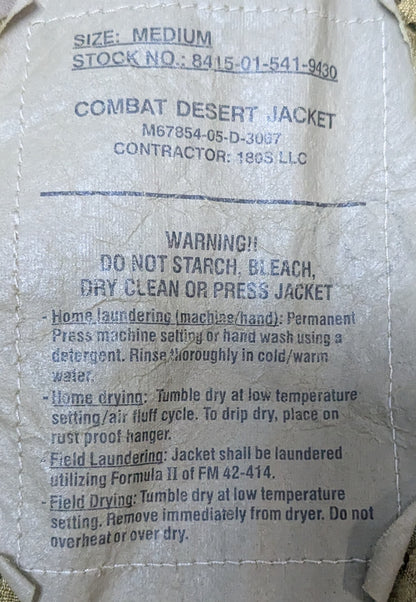 SIZE: MEDIUM
STOCK NO.: 8415-01-541-9430
COMBAT DESERT JACKET
M67854-05-D-3067
CONTRACTOR: 180S LLC
WARNING!!
DO NOT STARCH, BLEACH,
DRY CLEAN OR PRESS JACKET
- Home laundering (machine/hand): Permanent
Press machine setting or hand wash using a
detergent. Rinse thoroughly in cold/warm
water.
- Home drying: Tumble dry at low temperature
setting/air fluff cycle. To drip dry, place on
rust proof hanger.
- Field Laundering: Jacket shall be laundered
utilizing Formula II of FM 42-414.
- Field Drying: Tumble dry at low temperature
setting. Remove immediately from dryer. Do not
overheat or over dry.